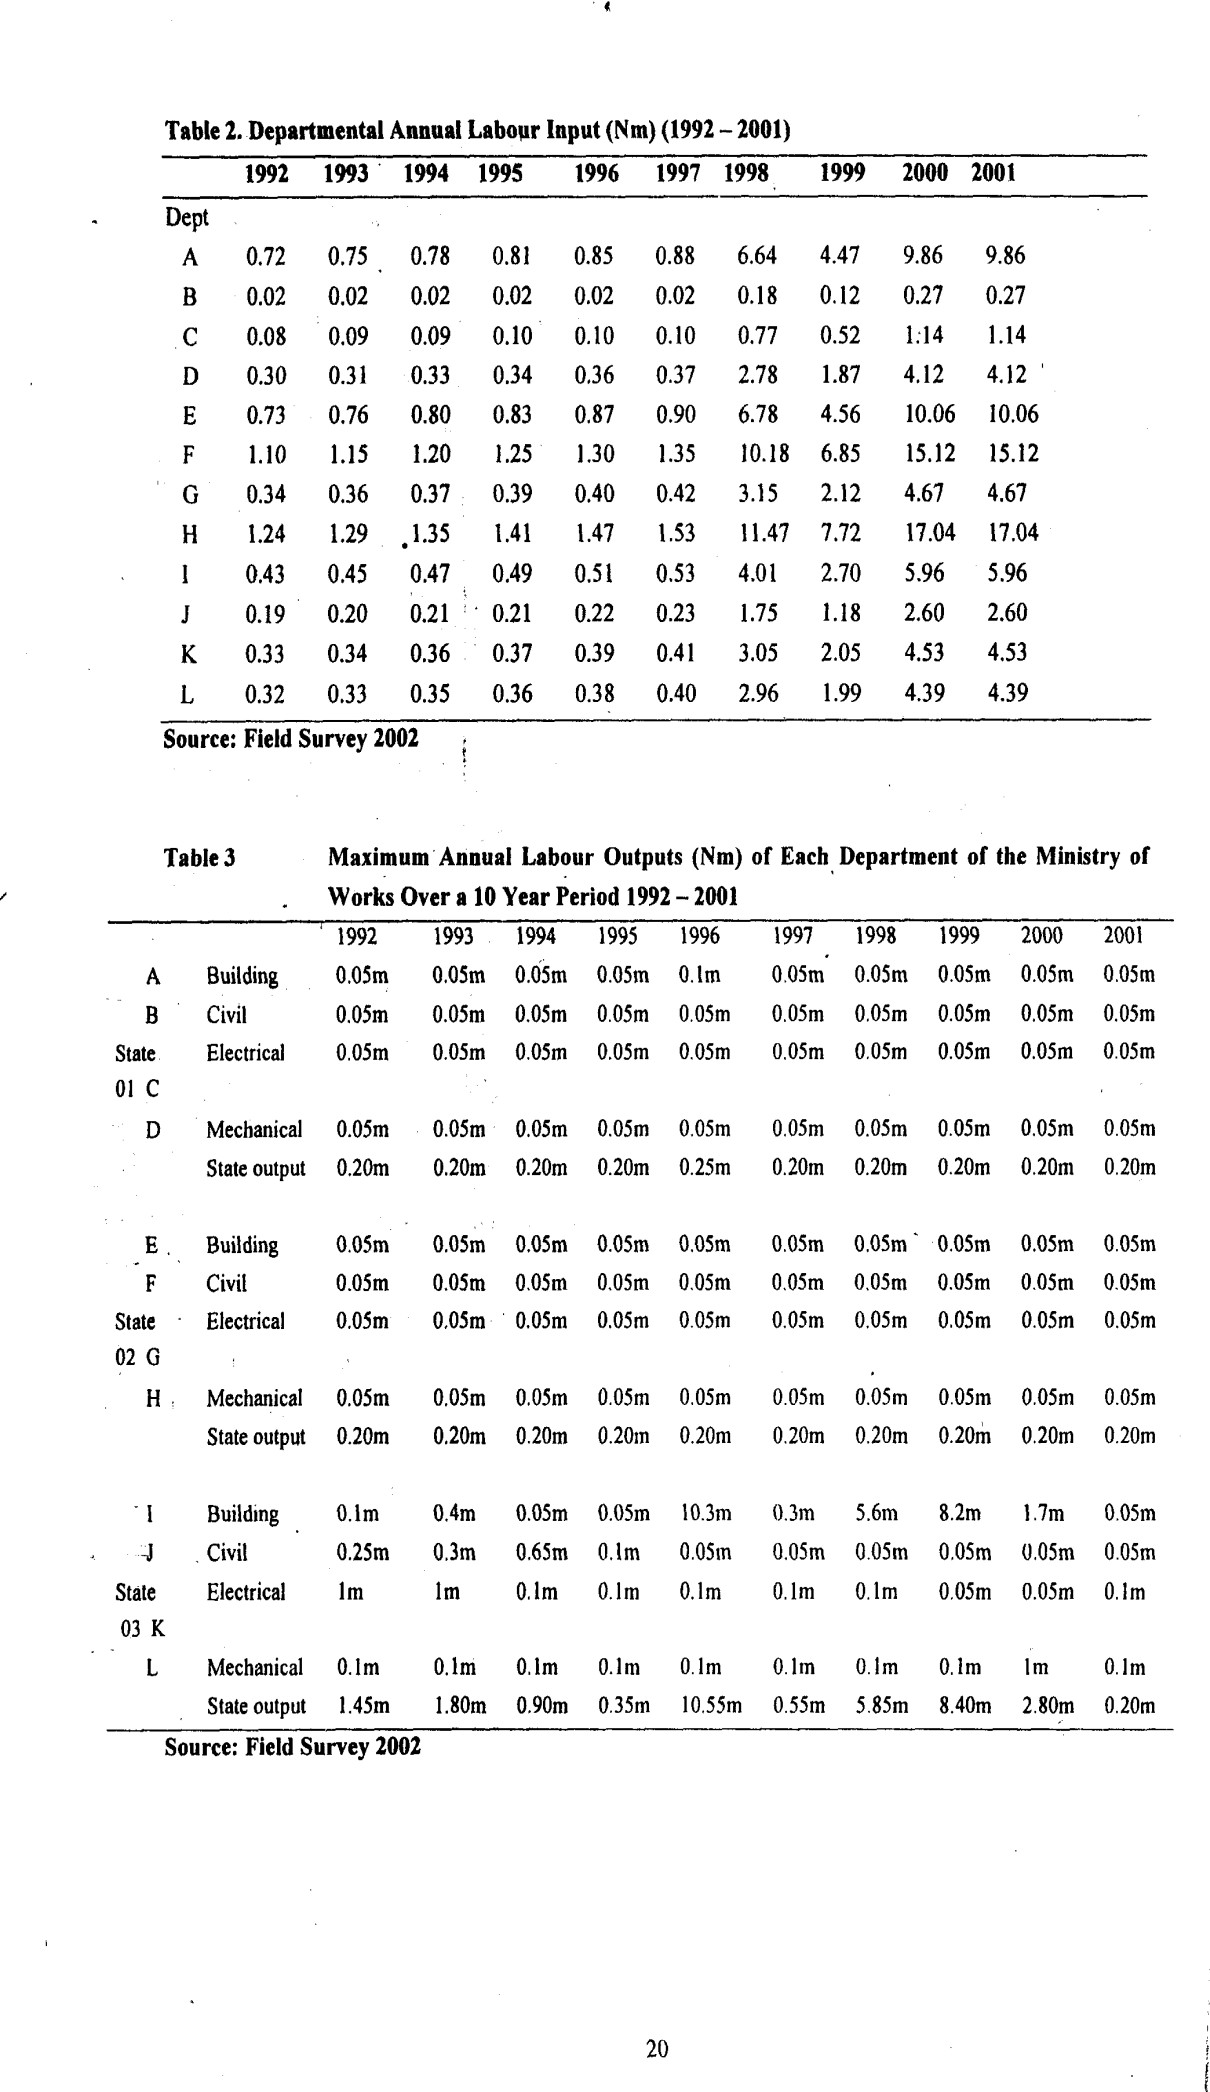 Table 2. Departmental Annual Labour Input (Nm) (1992 – 2001)
1992 1993 1994 1995 1996 1997 1998 1999 2000 2001
Dept
A 0.72 0.75 0.78 0.81 0.85 0.88 6.64 4.47 9.86 9.86
B 0.02 0.02 0.02 0.02 0.02 0.02 0.18 0.12 0.27 0.27
C 0.08 0.09 0.09 0.10 0.10 0.10 0.77 0.52 1.14 1.14
D 0.30 0.31 0.33 0.34 0.36 0.37 2.78 1.87 4.12 4.12
E 0.73 0.76 0.80 0.83 0.87 0.90 6.78 4.56 10.06 10.06
F 1.10 1.15 1.20 1.25 1.30 1.35 10.18 6.85 15.12 15.12
G 0.34 0.36 0.37 0.39 0.40 0.42 3.15 2.12 4.67 4.67
H 1.24 1.29 1.35 1.41 1.47 1.53 11.47 7.72 17.04 17.04
I 0.43 0.45 0.47 0.49 0.51 0.53 4.01 2.70 5.96 5.96
J 0.19 0.20 0.21 0.21 0.22 0.23 1.75 1.18 2.60 2.60
K 0.33 0.34 0.36 0.37 0.39 0.41 3.05 2.05 4.53 4.53
L 0.32 0.33 0.35 0.36 0.38 0.40 2.96 1.99 4.39 4.39
Source: Field Survey 2002
Table 3 Maximum Annual Labour Outputs (Nm) of Each Department of the Ministry of
Works Over a 10 Year Period 1992 – 2001
1992 1993 1994 1995 1996 1997 1998 1999 2000 2001
A Building 0.05m 0.05m 0.05m 0.05m 0.1m 0.05m 0.05m 0.05m 0.05m 0.05m
B Civil 0.05m 0.05m 0.05m 0.05m 0.05m 0.05m 0.05m 0.05m 0.05m 0.05m
State Electrical 0.05m 0.05m 0.05m 0.05m 0.05m 0.05m 0.05m 0.05m 0.05m 0.05m
01 C
D Mechanical 0.05m 0.05m 0.05m 0.05m 0.05m 0.05m 0.05m 0.05m 0.05m 0.05m
State output 0.20m 0.20m 0.20m 0.20m 0.25m 0.20m 0.20m 0.20m 0.20m 0.20m
E Building 0.05m 0.05m 0.05m 0.05m 0.05m 0.05m 0.05m 0.05m 0.05m 0.05m
F Civil 0.05m 0.05m 0.05m 0.05m 0.05m 0.05m 0.05m 0.05m 0.05m 0.05m
State Electrical 0.05m 0.05m 0.05m 0.05m 0.05m 0.05m 0.05m 0.05m 0.05m 0.05m
02 G
H Mechanical 0.05m 0.05m 0.05m 0.05m 0.05m 0.05m 0.05m 0.05m 0.05m 0.05m
State output 0.20m 0.20m 0.20m 0.20m 0.20m 0.20m 0.20m 0.20m 0.20m 0.20m
I Building 0.1m 0.4m 0.05m 0.05m 10.3m 0.3m 5.6m 8.2m 1.7m 0.05m
J Civil 0.25m 0.3m 0.65m 0.1m 0.05m 0.05m 0.05m 0.05m 0.05m 0.05m
State Electrical 1m 1m 0.1m 0.1m 0.1m 0.1m 0.1m 0.05m 0.05m 0.1m
03 K
L Mechanical 0.1m 0.1m 0.1m 0.1m 0.1m 0.1m 0.1m 0.1m 1m 0.1m
State output 1.45m 1.80m 0.90m 0.35m 10.55m 0.55m 5.85m 8.40m 2.80m 0.20m
Source: Field Survey 2002
20